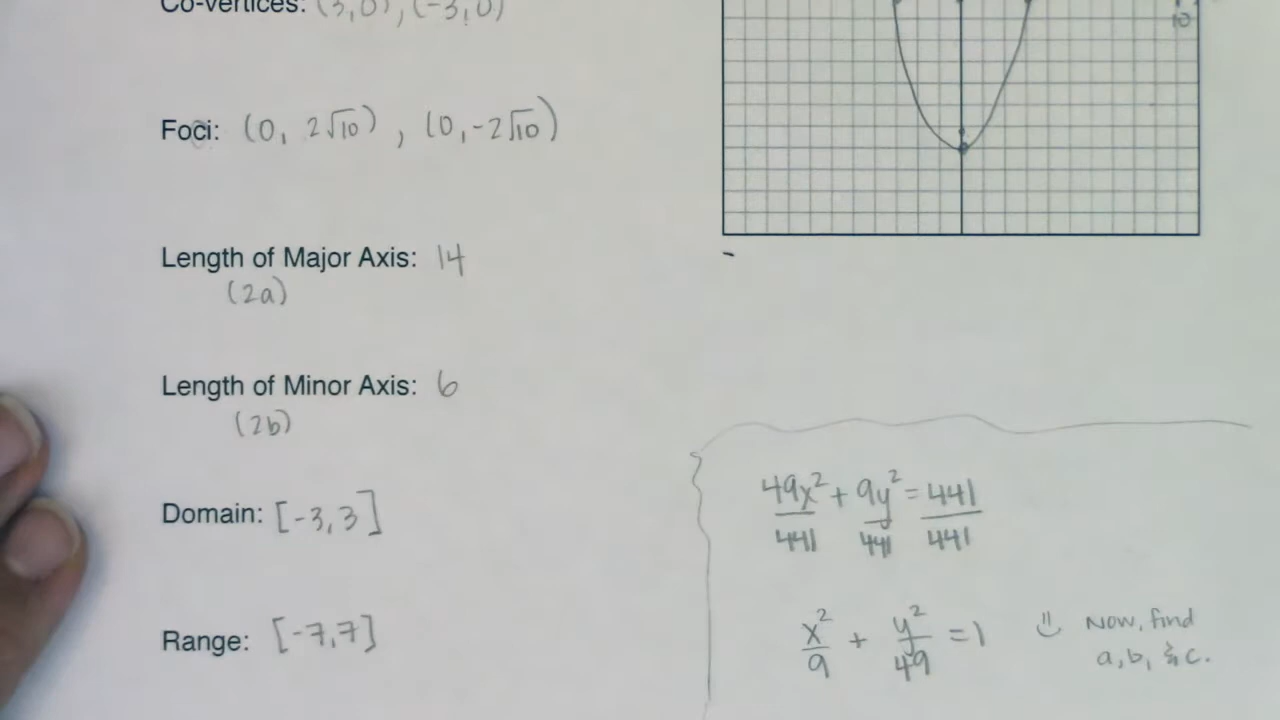 Co-vertices: (3,0), (-3,0)
10
Foci: (0, 2√10) , (0, -2√10)
Length of Major Axis: 14
(2a)
Length of Minor Axis: 6
(2b)
Domain: [-3,3]
Range: [-7,7]
49x² + 9y² = 441
441 441 441
x²/9 + y²/49 = 1
Now, find
a, b, & c.